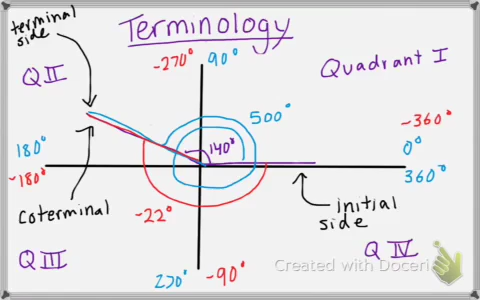 Terminology
terminal
side
-270°
90°
Quadrant I
Q II
500°
140°
-360°
0°
360°
180°
-180°
coterminal
-22°
initial
side
Q III
270°
-90°
Q IV
Created with Doceri